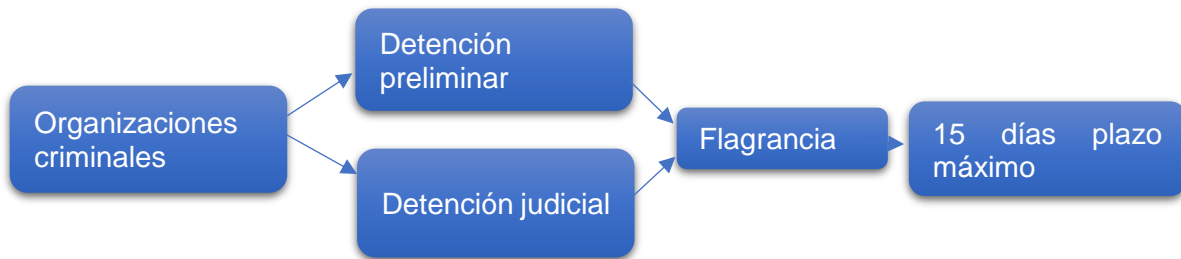 Organizaciones
criminales
Detención
preliminar
Detención judicial
Flagrancia
15 días plazo
máximo